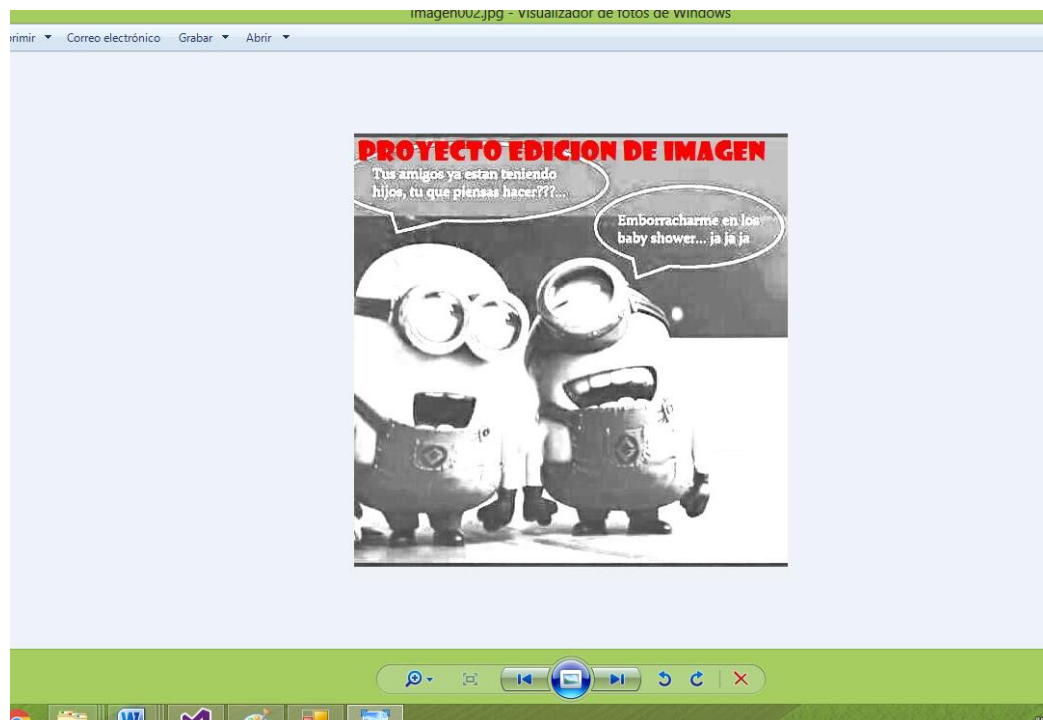 Imagen002.jpg - Visualizador de fotos de Windows
Correo electrónico Grabar Abrir
PROYECTO EDICION DE IMAGEN
Tus amigos ya estan teniendo
hijos, tu que piensas hacer???...
Emborracharme en los
baby shower... ja ja ja